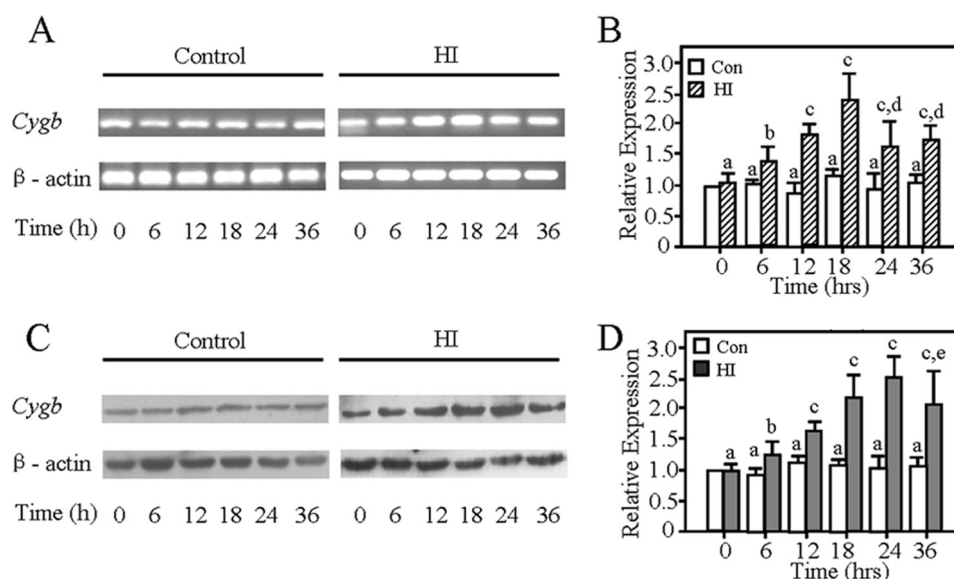 A
Control HI
Cygb
β - actin
Time (h) 0 6 12 18 24 36 0 6 12 18 24 36
B
Relative Expression
3.0
2.5
2.0
1.5
1.0
0.5
0
Con
HI
a a b a c a c a c,d a c,d
0 6 12 18 24 36
Time (hrs)
C
Control HI
Cygb
β - actin
Time (h) 0 6 12 18 24 36 0 6 12 18 24 36
D
Relative Expression
3.0
2.5
2.0
1.5
1.0
0.5
0
Con
HI
a a b a c a c a c a c,e
0 6 12 18 24 36
Time (hrs)